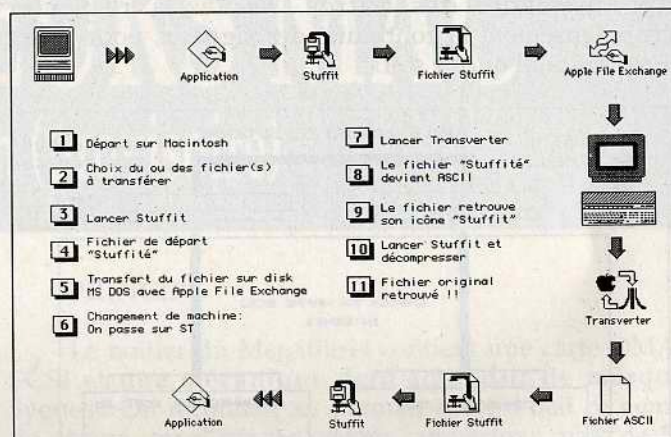 Application
Stuffit
Fichier Stuffit
Apple File Exchange
1 Départ sur Macintosh
2 Choix du ou des fichier(s)
à transférer
3 Lancer Stuffit
4 Fichier de départ
"Stuffité"
5 Transfert du fichier sur disk
MS DOS avec Apple File Exchange
6 Changement de machine:
On passe sur ST
7 Lancer Transverter
8 Le fichier "Stuffité"
devient ASCII
9 Le fichier retrouve
son icône "Stuffit"
10 Lancer Stuffit et
décompresser
11 Fichier original
retrouvé !!
Transverter
Application
Stuffit
Fichier Stuffit
Fichier ASCII